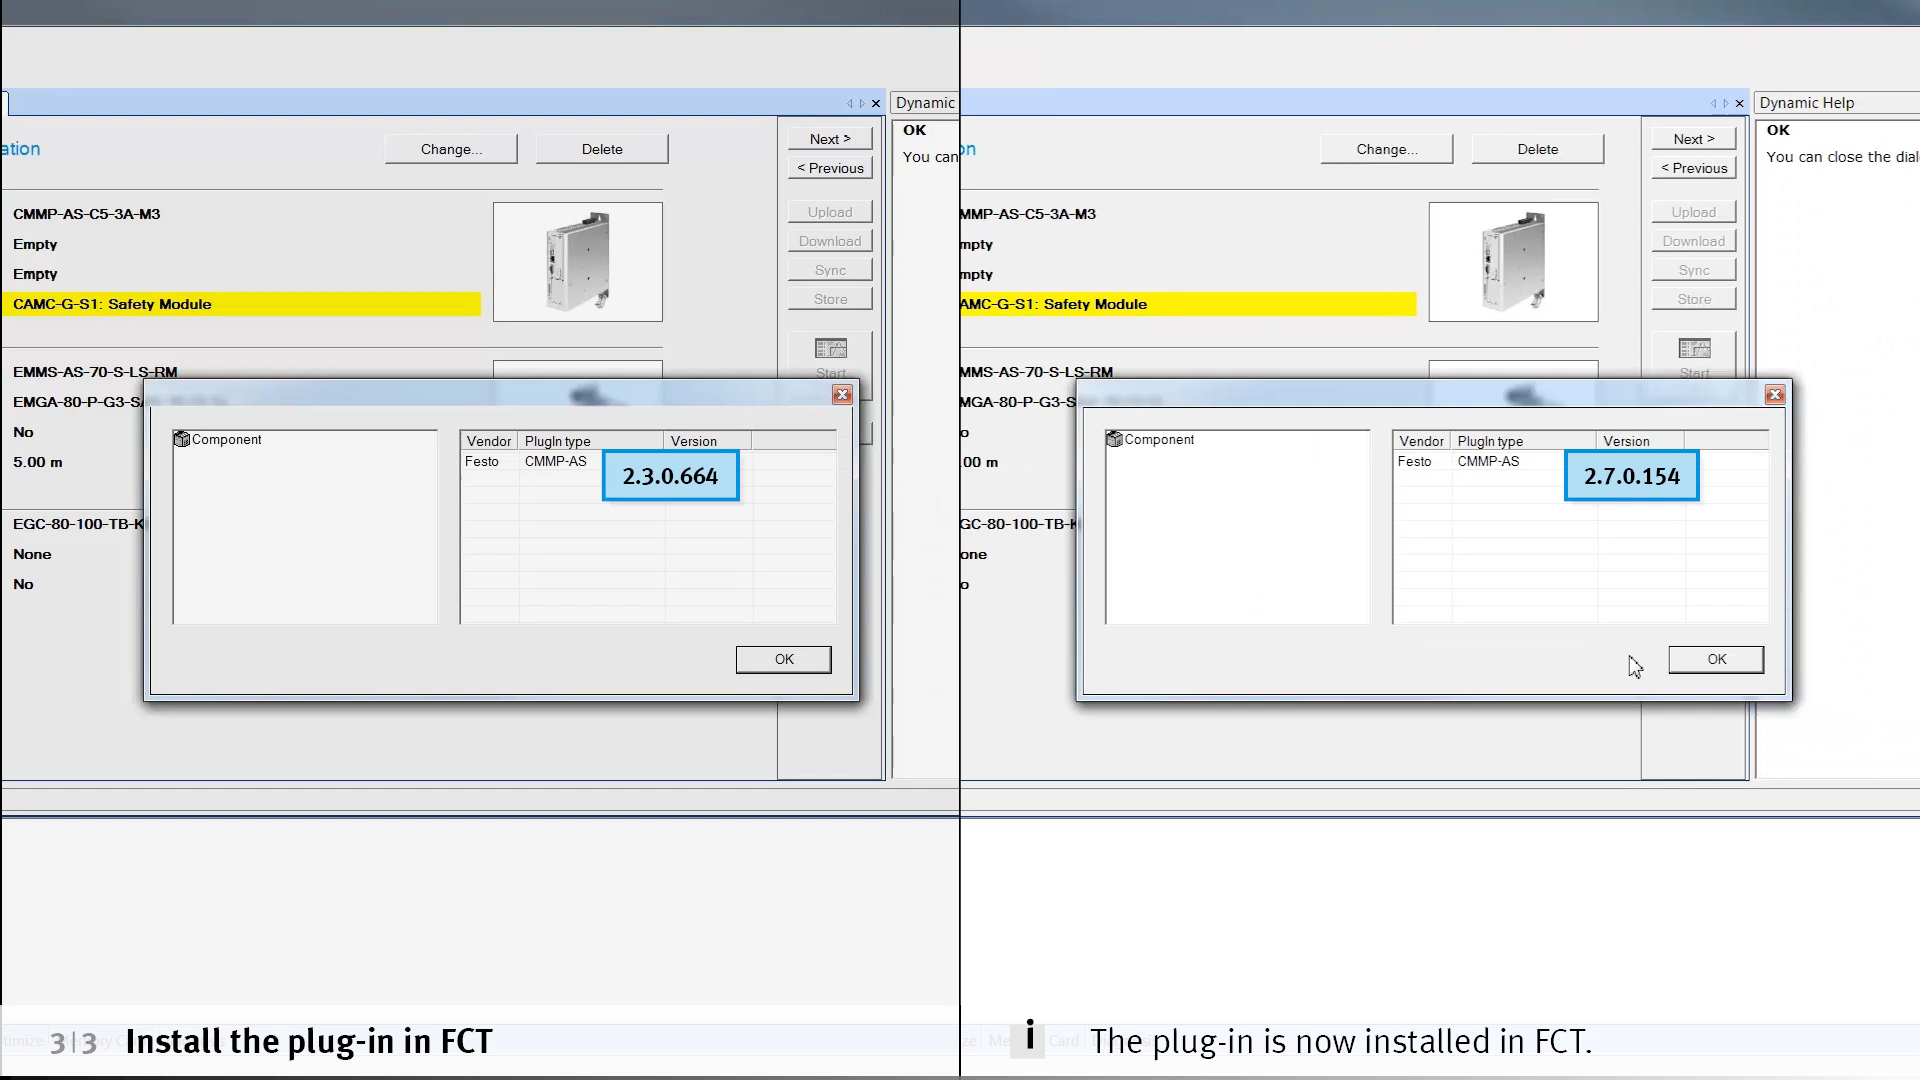 Dynamic
ation
Change...
Delete
Next >
< Previous
OK
You can
CMMP-AS-C5-3A-M3
Empty
Empty
CAMC-G-S1: Safety Module
Upload
Download
Sync
Store
Start
EMMS-AS-70-S-LS-RM
EMGA-80-P-G3-S
No
5.00 m
EGC-80-100-TB-K
None
No
Component
Vendor PlugIn type Version
Festo CMMP-AS 2.3.0.664
OK
Dynamic Help
on
Change...
Delete
Next >
< Previous
OK
You can close the dial
MMP-AS-C5-3A-M3
mpty
mpty
AMC-G-S1: Safety Module
Upload
Download
Sync
Store
Start
MMS-AS-70-S-LS-RM
MGA-80-P-G3-S
o
.00 m
GC-80-100-TB-K
one
o
Component
Vendor PlugIn type Version
Festo CMMP-AS 2.7.0.154
OK
3|3 Install the plug-in in FCT
i The plug-in is now installed in FCT.